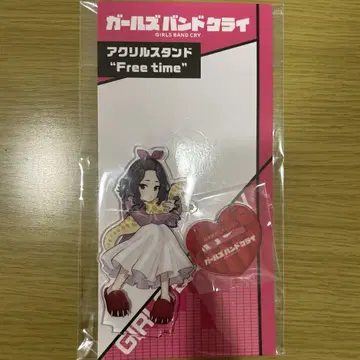 ガールズバンドクライ
GIRLS BAND CRY
アクリルスタンド
“Free time”
ガールズバンドクライ
GIRL